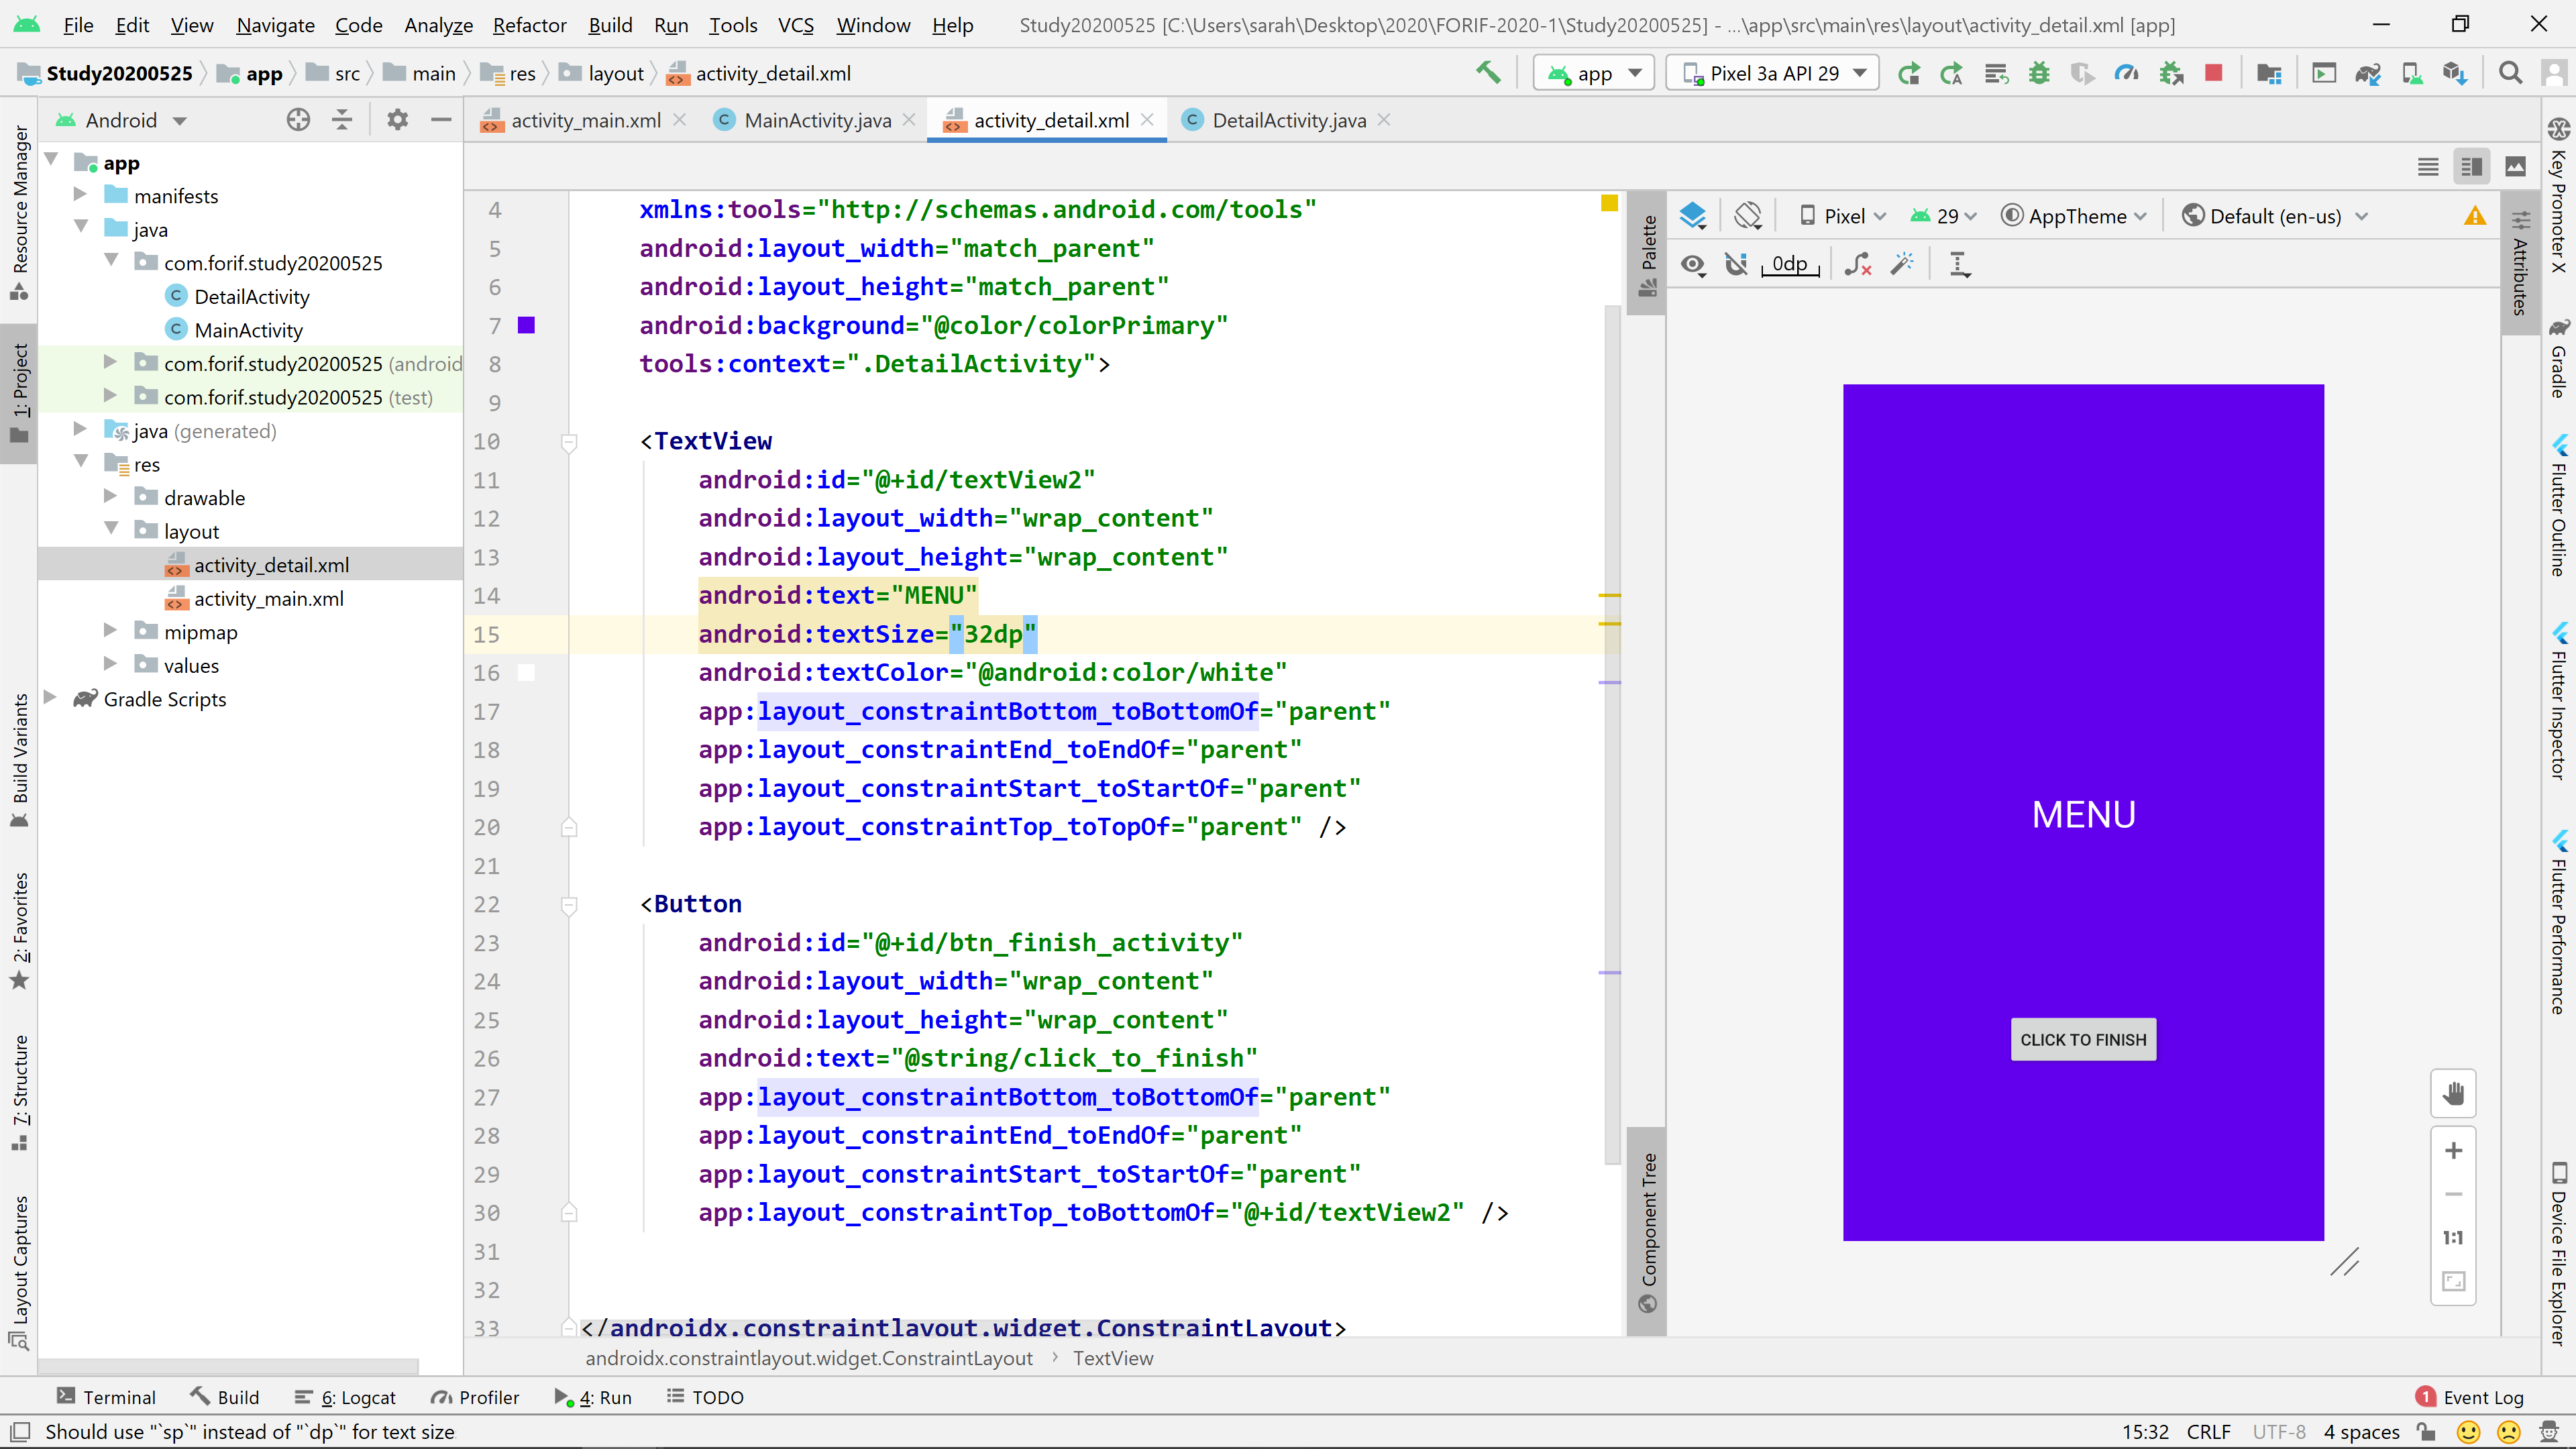 File Edit View Navigate Code Analyze Refactor Build Run Tools VCS Window Help Study20200525 [C:\Users\sarah\Desktop\2020\FORIF-2020-1\Study20200525] - ...\app\src\main\res\layout\activity_detail.xml [app]
Study20200525 app src main res layout activity_detail.xml app Pixel 3a API 29
Android activity_main.xml MainActivity.java activity_detail.xml DetailActivity.java
Resource Manager
1: Project
Build Variants
2: Favorites
7: Structure
Layout Captures
app
manifests
java
com.forif.study20200525
DetailActivity
MainActivity
com.forif.study20200525 (android
com.forif.study20200525 (test)
java (generated)
res
drawable
layout
activity_detail.xml
activity_main.xml
mipmap
values
Gradle Scripts
4 xmlns:tools="http://schemas.android.com/tools"
5 android:layout_width="match_parent"
6 android:layout_height="match_parent"
7 android:background="@color/colorPrimary"
8 tools:context=".DetailActivity">
9
10 <TextView
11 android:id="@+id/textView2"
12 android:layout_width="wrap_content"
13 android:layout_height="wrap_content"
14 android:text="MENU"
15 android:textSize="32dp"
16 android:textColor="@android:color/white"
17 app:layout_constraintBottom_toBottomOf="parent"
18 app:layout_constraintEnd_toEndOf="parent"
19 app:layout_constraintStart_toStartOf="parent"
20 app:layout_constraintTop_toTopOf="parent" />
21
22 <Button
23 android:id="@+id/btn_finish_activity"
24 android:layout_width="wrap_content"
25 android:layout_height="wrap_content"
26 android:text="@string/click_to_finish"
27 app:layout_constraintBottom_toBottomOf="parent"
28 app:layout_constraintEnd_toEndOf="parent"
29 app:layout_constraintStart_toStartOf="parent"
30 app:layout_constraintTop_toBottomOf="@+id/textView2" />
31
32
33 </androidx.constraintlayout.widget.ConstraintLayout>
androidx.constraintlayout.widget.ConstraintLayout > TextView
Palette
Component Tree
Pixel 29 AppTheme Default (en-us)
0dp
MENU
CLICK TO FINISH
1:1
Attributes
Key Promoter X
Gradle
Flutter Outline
Flutter Inspector
Flutter Performance
Device File Explorer
Terminal Build 6: Logcat Profiler 4: Run TODO 1 Event Log
Should use "`sp`" instead of "`dp`" for text size 15:32 CRLF UTF-8 4 spaces